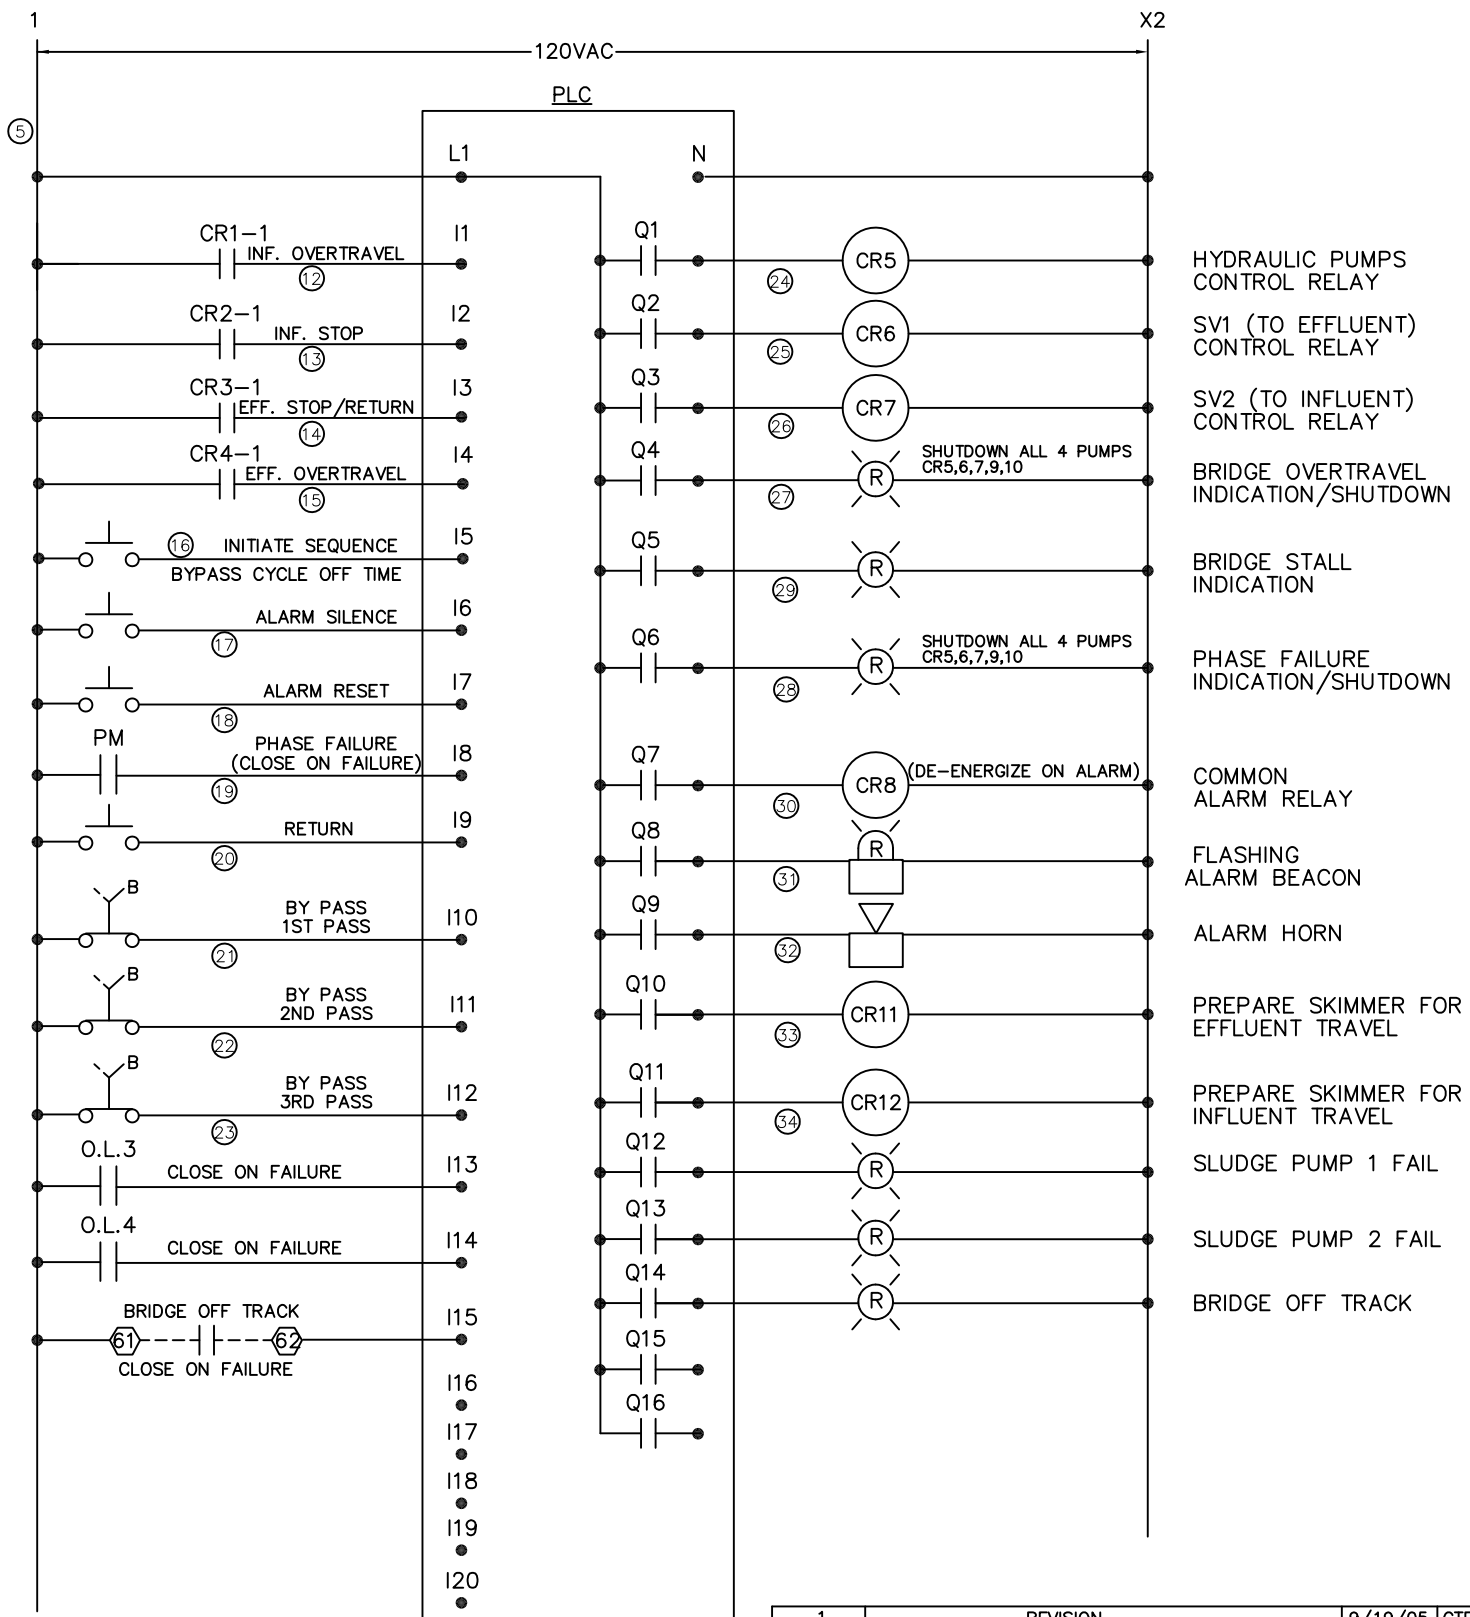 1
X2
120VAC
PLC
5
L1
N
CR1-1
INF. OVERTRAVEL
12
I1
Q1
24
CR5
HYDRAULIC PUMPS
CONTROL RELAY
CR2-1
INF. STOP
13
I2
Q2
25
CR6
SV1 (TO EFFLUENT)
CONTROL RELAY
CR3-1
EFF. STOP/RETURN
14
I3
Q3
26
CR7
SV2 (TO INFLUENT)
CONTROL RELAY
CR4-1
EFF. OVERTRAVEL
15
I4
Q4
27
R
SHUTDOWN ALL 4 PUMPS
CR5,6,7,9,10
BRIDGE OVERTRAVEL
INDICATION/SHUTDOWN
16
INITIATE SEQUENCE
BYPASS CYCLE OFF TIME
I5
Q5
29
R
BRIDGE STALL
INDICATION
ALARM SILENCE
17
I6
Q6
28
R
SHUTDOWN ALL 4 PUMPS
CR5,6,7,9,10
PHASE FAILURE
INDICATION/SHUTDOWN
ALARM RESET
18
I7
PM
PHASE FAILURE
(CLOSE ON FAILURE)
19
I8
Q7
30
CR8
(DE-ENERGIZE ON ALARM)
COMMON
ALARM RELAY
RETURN
20
I9
Q8
31
R
FLASHING
ALARM BEACON
B
BY PASS
1ST PASS
21
I10
Q9
32
ALARM HORN
B
BY PASS
2ND PASS
22
I11
Q10
33
CR11
PREPARE SKIMMER FOR
EFFLUENT TRAVEL
B
BY PASS
3RD PASS
23
I12
Q11
34
CR12
PREPARE SKIMMER FOR
INFLUENT TRAVEL
O.L.3
CLOSE ON FAILURE
I13
Q12
R
SLUDGE PUMP 1 FAIL
O.L.4
CLOSE ON FAILURE
I14
Q13
R
SLUDGE PUMP 2 FAIL
Q14
R
BRIDGE OFF TRACK
BRIDGE OFF TRACK
61
62
CLOSE ON FAILURE
I15
Q15
I16
Q16
I17
I18
I19
I20
1
REVISION
9/19/05